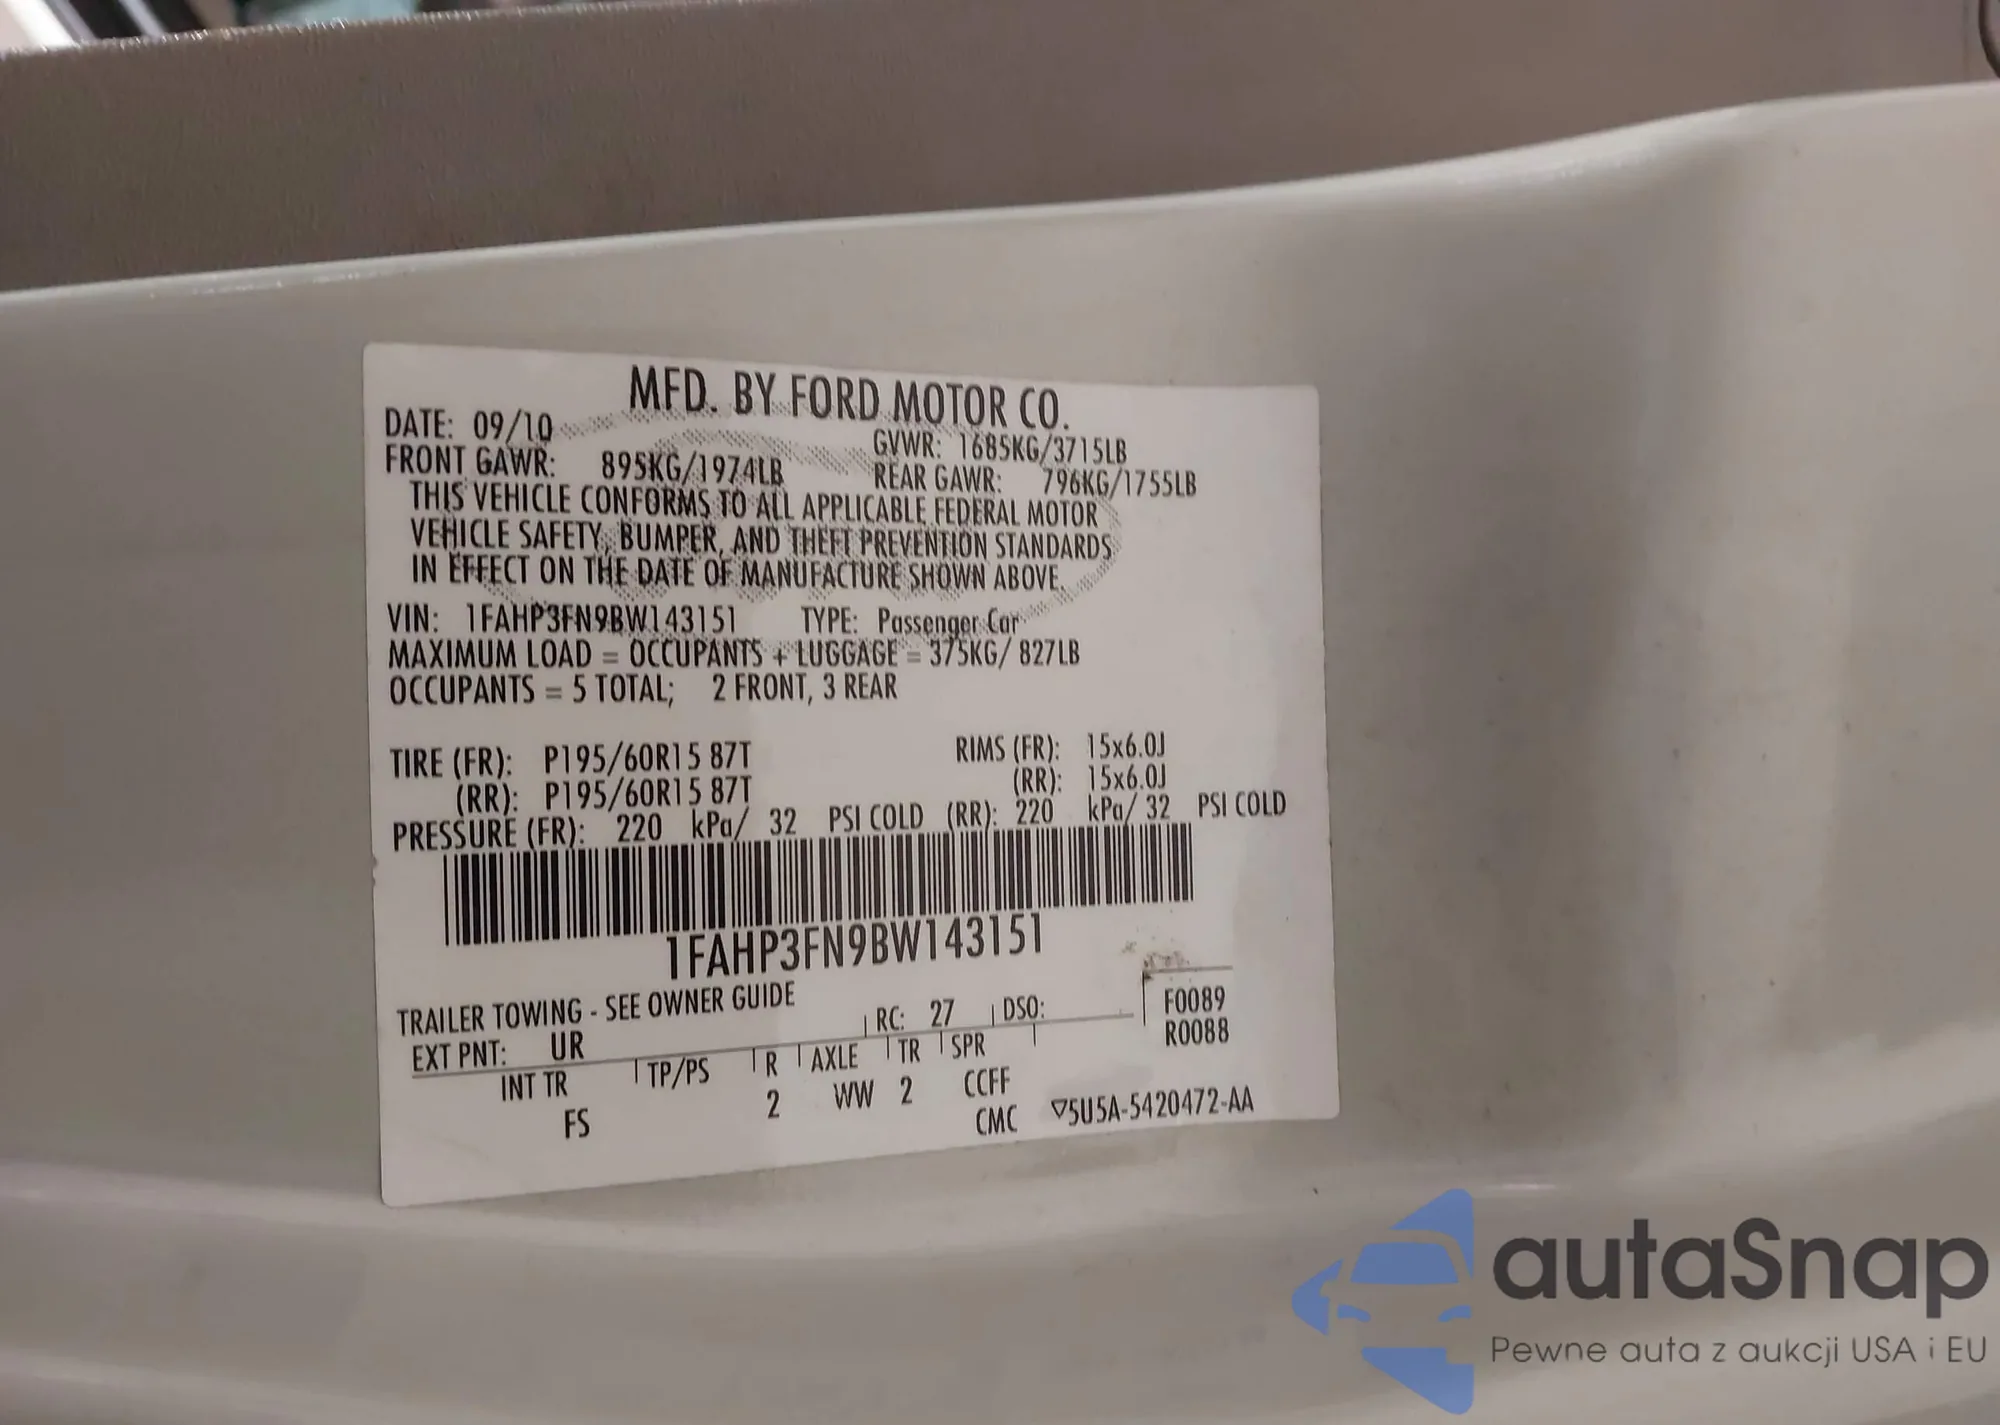 MFD. BY FORD MOTOR CO.
DATE: 09/10
GVWR: 1685KG/3715LB
FRONT GAWR: 895KG/1974LB
REAR GAWR: 796KG/1755LB
THIS VEHICLE CONFORMS TO ALL APPLICABLE FEDERAL MOTOR
VEHICLE SAFETY, BUMPER, AND THEFT PREVENTION STANDARDS
IN EFFECT ON THE DATE OF MANUFACTURE SHOWN ABOVE.
VIN: 1FAHP3FN9BW143151 TYPE: Passenger Car
MAXIMUM LOAD = OCCUPANTS + LUGGAGE = 375KG/ 827LB
OCCUPANTS = 5 TOTAL; 2 FRONT, 3 REAR
TIRE (FR): P195/60R15 87T RIMS (FR): 15x6.0J
(RR): P195/60R15 87T (RR): 15x6.0J
PRESSURE (FR): 220 kPa/ 32 PSI COLD (RR): 220 kPa/ 32 PSI COLD
1FAHP3FN9BW143151
TRAILER TOWING - SEE OWNER GUIDE
F0089
EXT PNT: UR RC: 27 DSO:
R0088
INT TR TP/PS R AXLE TR SPR
FS 2 WW 2 CCFF
CMC ▽5U5A-5420472-AA
autaSnap
Pewne auta z aukcji USA i EU